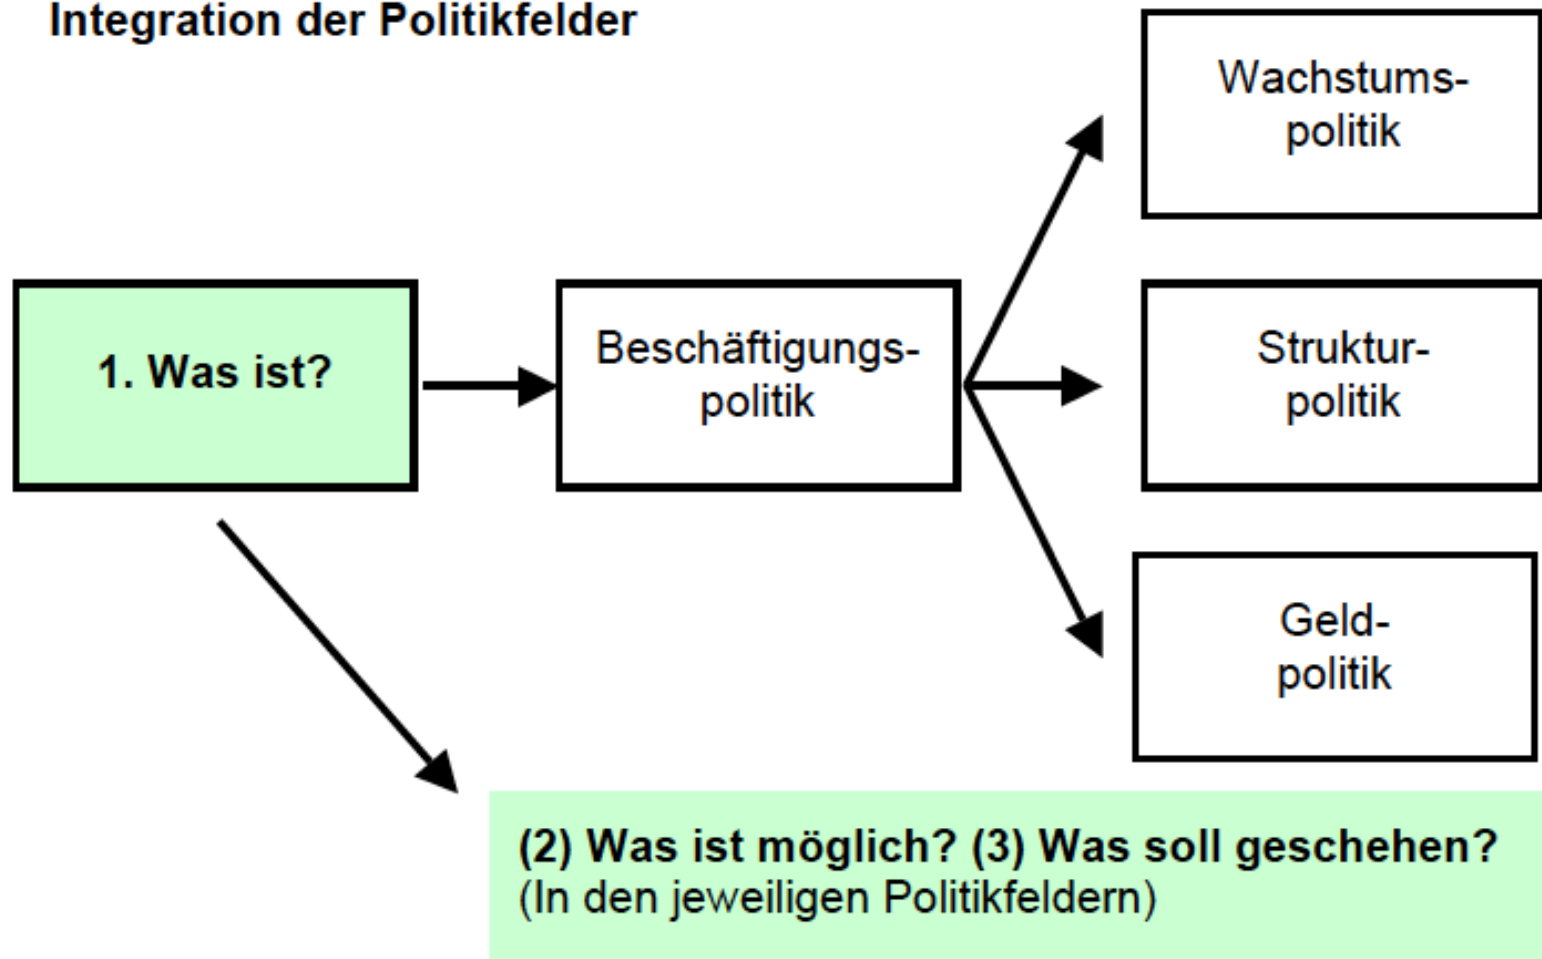 Integration der Politikfelder
Wachstums-
politik
1. Was ist?
Beschäftigungs-
politik
Struktur-
politik
Geld-
politik
(2) Was ist möglich? (3) Was soll geschehen?
(In den jeweiligen Politikfeldern)